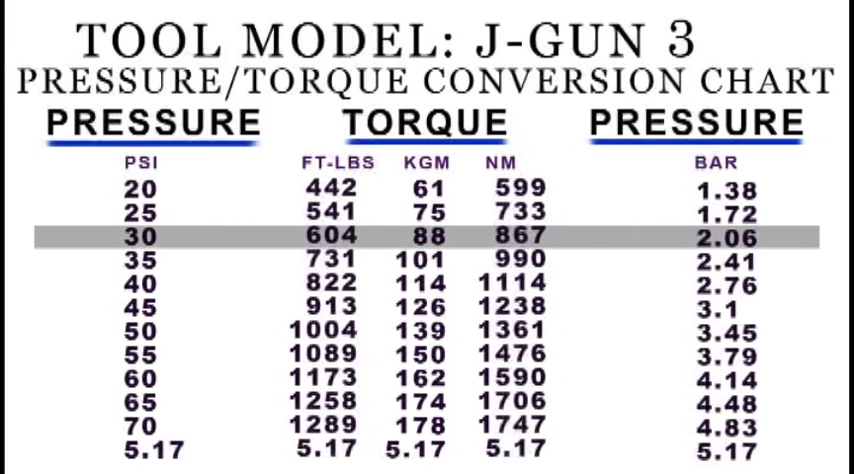 TOOL MODEL: J-GUN 3
PRESSURE/TORQUE CONVERSION CHART
PRESSURE TORQUE PRESSURE
PSI FT-LBS KGM NM BAR
20 442 61 599 1.38
25 541 75 733 1.72
30 604 88 867 2.06
35 731 101 990 2.41
40 822 114 1114 2.76
45 913 126 1238 3.1
50 1004 139 1361 3.45
55 1089 150 1476 3.79
60 1173 162 1590 4.14
65 1258 174 1706 4.48
70 1289 178 1747 4.83
5.17 5.17 5.17 5.17 5.17